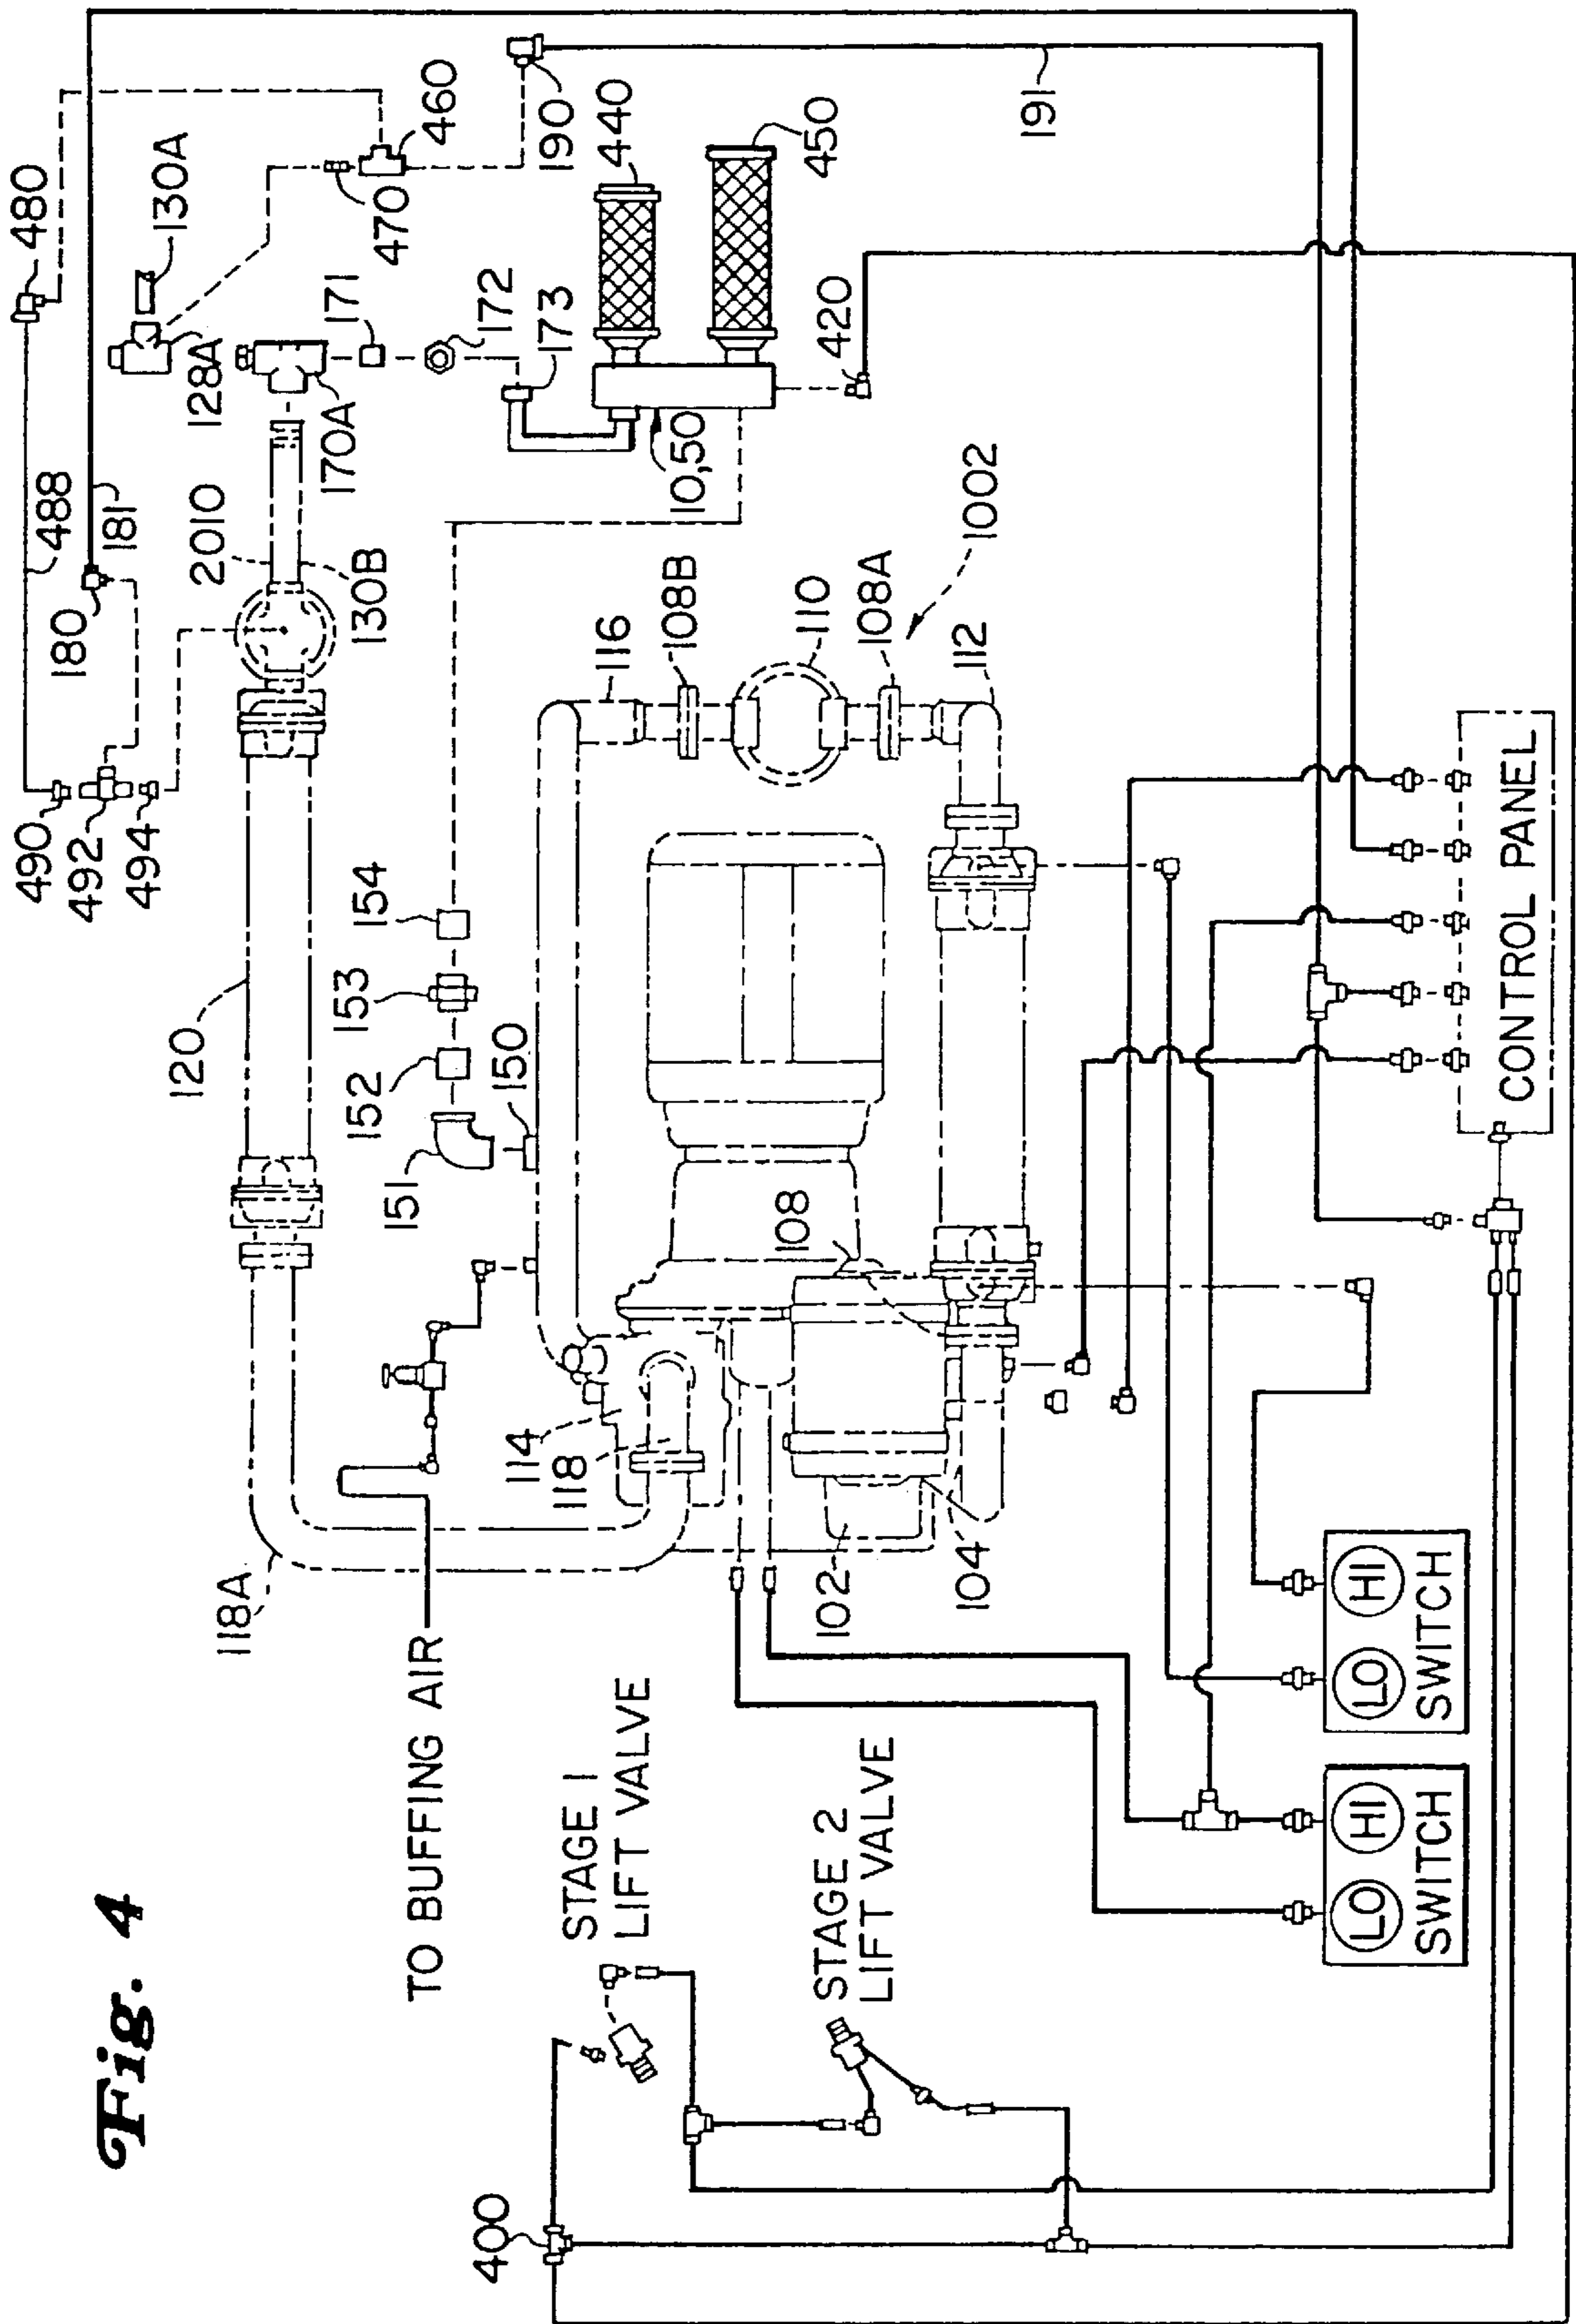 Fig. 4
480
130A
460
190
440
450
191
470
128A
171
172
173
420
170A
10,50
488
181
180
2010
130B
490
492
494
120
154
153
152
150
151
116
108B
110
108A
1002
112
108
114
118
118A
102
104
TO BUFFING AIR
STAGE 1
LIFT VALVE
STAGE 2
LIFT VALVE
400
LO
HI
SWITCH
LO
HI
SWITCH
CONTROL PANEL